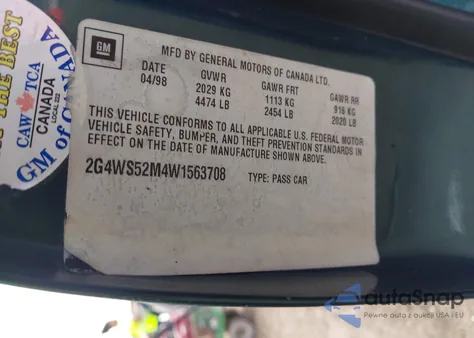 THE BEST
CAW TCA
CANADA
LOCAL 222
GM of CANADA
GM
MFD BY GENERAL MOTORS OF CANADA LTD.
DATE GVWR GAWR FRT GAWR RR
04/98 2029 KG 1113 KG 916 KG
4474 LB 2454 LB 2020 LB
THIS VEHICLE CONFORMS TO ALL APPLICABLE U.S. FEDERAL MOTOR
VEHICLE SAFETY, BUMPER, AND THEFT PREVENTION STANDARDS IN
EFFECT ON THE DATE OF MANUFACTURE SHOWN ABOVE.
2G4WS52M4W1563708 TYPE: PASS CAR
autoSnap
Pewne auta z aukcji USA i EU